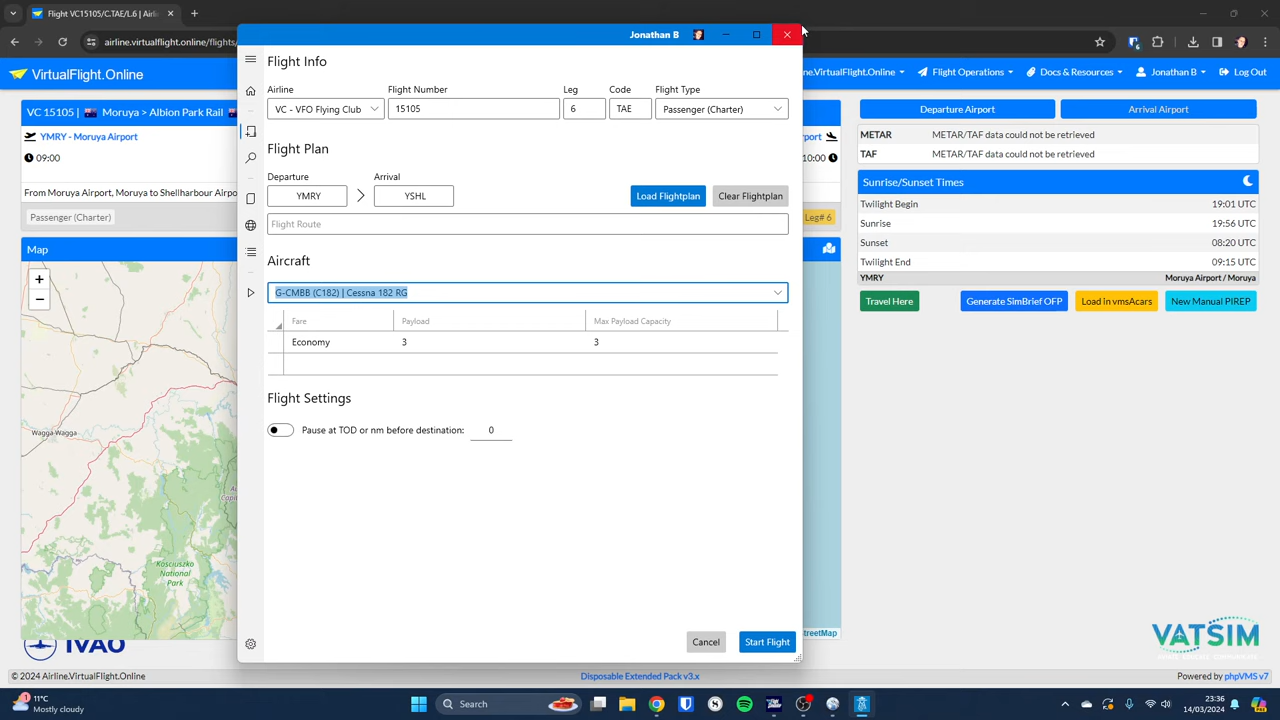 Flight VC15105/C.TAE/L.6 |
airline.virtualflight.online/flights/
VirtualFlight.Online
ne.VirtualFlight.Online
Flight Operations
Docs & Resources
Jonathan B
Log Out
VC 15105 |
Moruya > Albion Park Rail
YMRY - Moruya Airport
09:00
10:00
From Moruya Airport, Moruya to Shellharbour Airpo
Passenger (Charter)
Leg# 6
Map
+
−
Wagga Wagga
Kosciuszko
National
Park
StreetMap
IVAO
Jonathan B
Flight Info
Airline
Flight Number
Leg
Code
Flight Type
VC - VFO Flying Club
15105
6
TAE
Passenger (Charter)
Flight Plan
Departure
Arrival
YMRY
YSHL
Load Flightplan
Clear Flightplan
Flight Route
Aircraft
G-CMBB (C182) | Cessna 182 RG
Fare Payload Max Payload Capacity
Economy 3 3
Flight Settings
Pause at TOD or nm before destination: 0
Cancel
Start Flight
Departure Airport
Arrival Airport
METAR METAR/TAF data could not be retrieved
TAF METAR/TAF data could not be retrieved
Sunrise/Sunset Times
Twilight Begin 19:01 UTC
Sunrise 19:56 UTC
Sunset 08:20 UTC
Twilight End 09:15 UTC
YMRY Moruya Airport / Moruya
Travel Here
Generate SimBrief OFP
Load in vmsAcars
New Manual PIREP
VATSIM
© 2024 Airline.VirtualFlight.Online
Disposable Extended Pack v3.x
Powered by phpVMS v7
11°C
Mostly cloudy
Search
23:36
14/03/2024